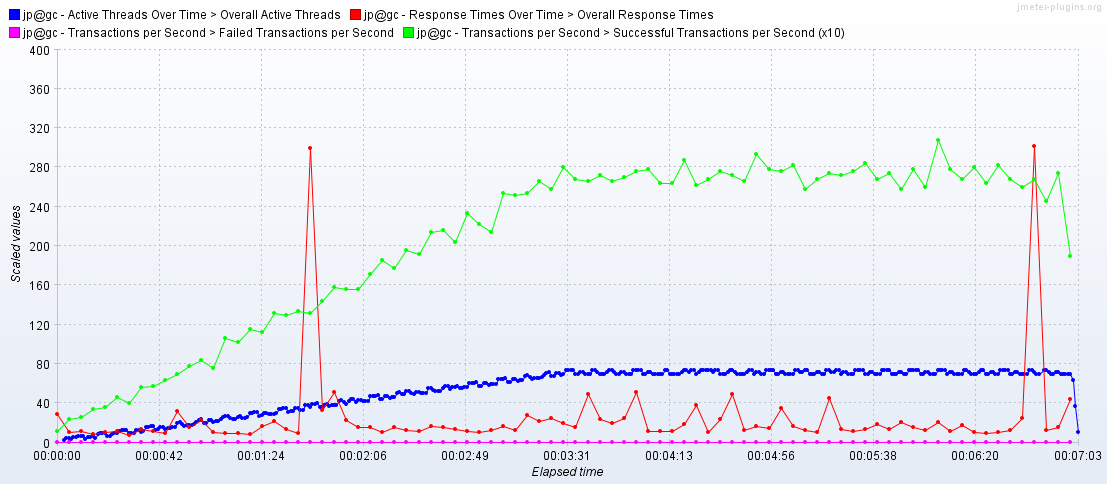 jmeter-plugins.org
jp@gc - Active Threads Over Time > Overall Active Threads jp@gc - Response Times Over Time > Overall Response Times
jp@gc - Transactions per Second > Failed Transactions per Second jp@gc - Transactions per Second > Successful Transactions per Second (x10)
400
360
320
280
240
200
160
120
80
40
0
Scaled values
00:00:00 00:00:42 00:01:24 00:02:06 00:02:49 00:03:31 00:04:13 00:04:56 00:05:38 00:06:20 00:07:03
Elapsed time